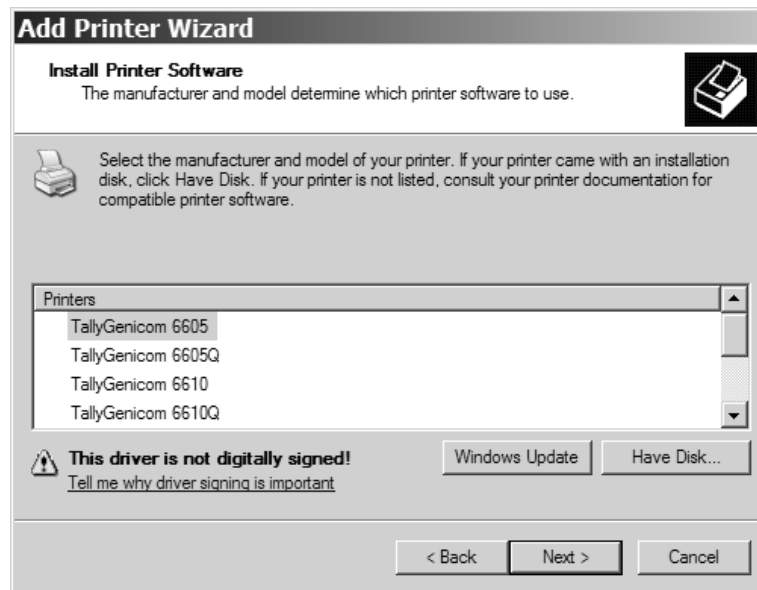 Add Printer Wizard
Install Printer Software
The manufacturer and model determine which printer software to use.
Select the manufacturer and model of your printer. If your printer came with an installation
disk, click Have Disk. If your printer is not listed, consult your printer documentation for
compatible printer software.
Printers
TallyGenicom 6605
TallyGenicom 6605Q
TallyGenicom 6610
TallyGenicom 6610Q
This driver is not digitally signed!
Tell me why driver signing is important
Windows Update
Have Disk...
< Back
Next >
Cancel